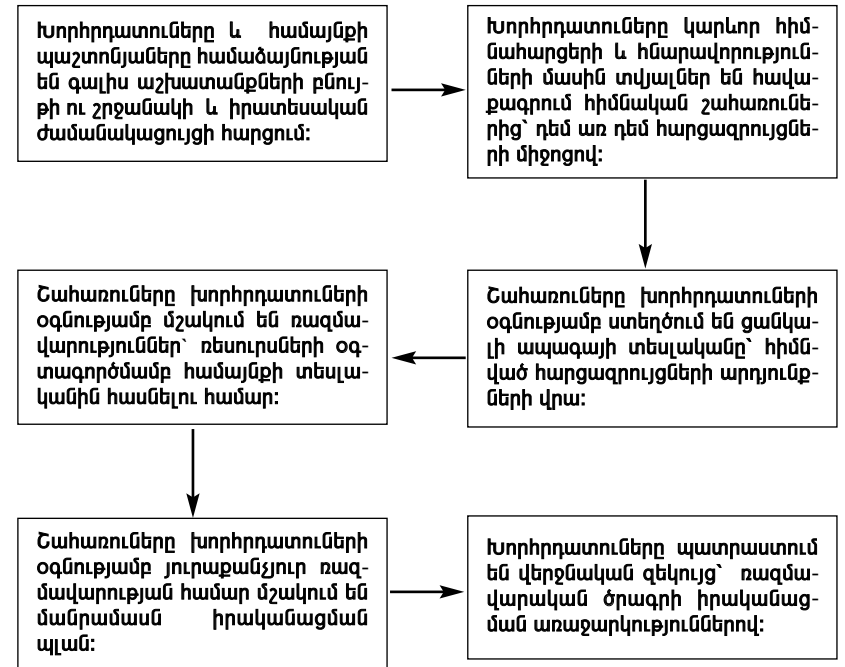 Խորհրդատուները և համայնքի
պաշտոնյաները համաձայնության
են գալիս աշխատանքների բնույ-
թի ու շրջանակի և իրատեսական
ժամանակացույցի հարցում:
Խորհրդատուները կարևոր հիմ-
նահարցերի և հնարավորություն-
ների մասին տվյալներ են հավա-
քագրում հիմնական շահառունե-
րից՝ դեմ առ դեմ հարցազրույցնե-
րի միջոցով:
Շահառուները խորհրդատուների
օգնությամբ ստեղծում են ցանկա-
լի ապագայի տեսլականը՝ հիմն-
ված հարցազրույցների արդյունք-
ների վրա:
Շահառուները խորհրդատուների
օգնությամբ մշակում են ռազմա-
վարություններ՝ ռեսուրսների օգ-
տագործմամբ համայնքի տեսլա-
կանին հասնելու համար:
Շահառուները խորհրդատուների
օգնությամբ յուրաքանչյուր ռազ-
մավարության համար մշակում են
մանրամասն իրականացման
պլան:
Խորհրդատուները պատրաստում
են վերջնական զեկույց՝ ռազմա-
վարական ծրագրի իրականաց-
ման առաջարկություններով: